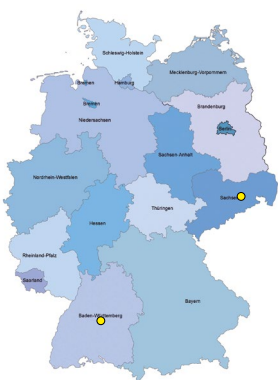 Schleswig-Holstein
Mecklenburg-Vorpommern
Bremen
Hamburg
Bremen
Brandenburg
Berlin
Niedersachsen
Sachsen-Anhalt
Nordrhein-Westfalen
Sachsen
Thüringen
Hessen
Rheinland-Pfalz
Saarland
Bayern
Baden-Württemberg